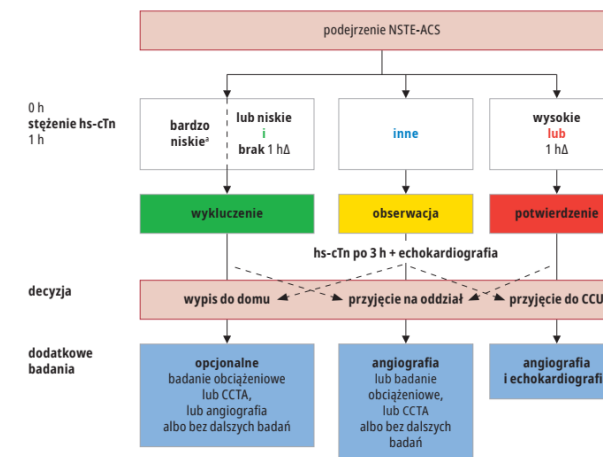 podejrzenie NSTE-ACS
0 h
stężenie hs-cTn
1 h
bardzo
niskieᵃ
lub niskie
i
brak 1 hΔ
inne
wysokie
lub
1 hΔ
wykluczenie
obserwacja
potwierdzenie
hs-cTn po 3 h + echokardiografia
decyzja
wypis do domu
przyjęcie na oddział
przyjęcie do CCU
dodatkowe
badania
opcjonalne
badanie obciążeniowe
lub CCTA,
lub angiografia
albo bez dalszych badań
angiografia
lub badanie
obciążeniowe,
lub CCTA
albo bez dalszych
badań
angiografia
i echokardiografi